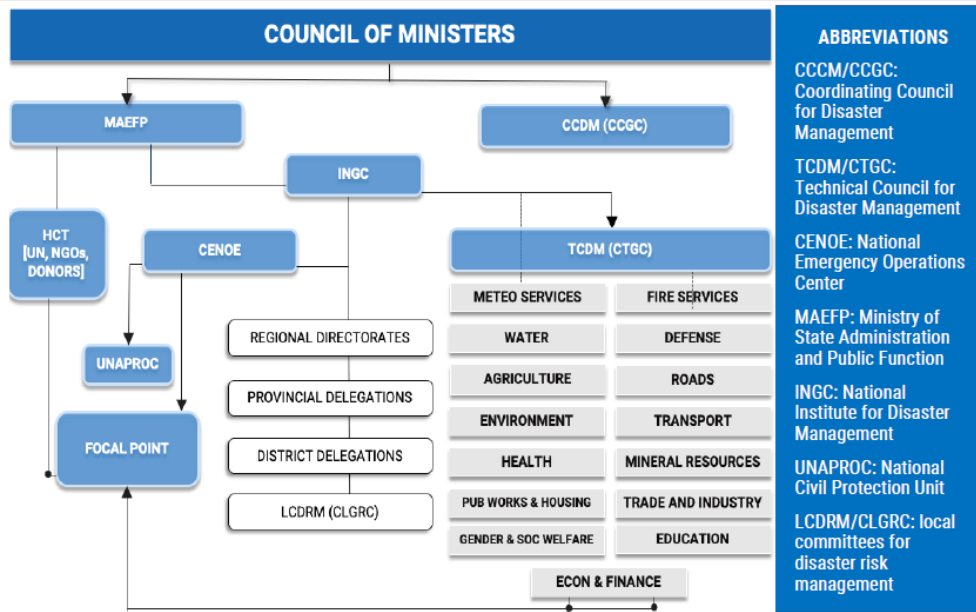 COUNCIL OF MINISTERS
MAEFP
CCDM (CCGC)
INGC
HCT
[UN, NGOs,
DONORS]
CENOE
TCDM (CTGC)
METEO SERVICES
FIRE SERVICES
REGIONAL DIRECTORATES
WATER
DEFENSE
UNAPROC
AGRICULTURE
ROADS
PROVINCIAL DELEGATIONS
ENVIRONMENT
TRANSPORT
FOCAL POINT
DISTRICT DELEGATIONS
HEALTH
MINERAL RESOURCES
LCDRM (CLGRC)
PUB WORKS & HOUSING
TRADE AND INDUSTRY
GENDER & SOC WELFARE
EDUCATION
ECON & FINANCE
ABBREVIATIONS
CCCM/CCGC:
Coordinating Council
for Disaster
Management
TCDM/CTGC:
Technical Council for
Disaster Management
CENOE: National
Emergency Operations
Center
MAEFP: Ministry of
State Administration
and Public Function
INGC: National
Institute for Disaster
Management
UNAPROC: National
Civil Protection Unit
LCDRM/CLGRC: local
committees for
disaster risk
management